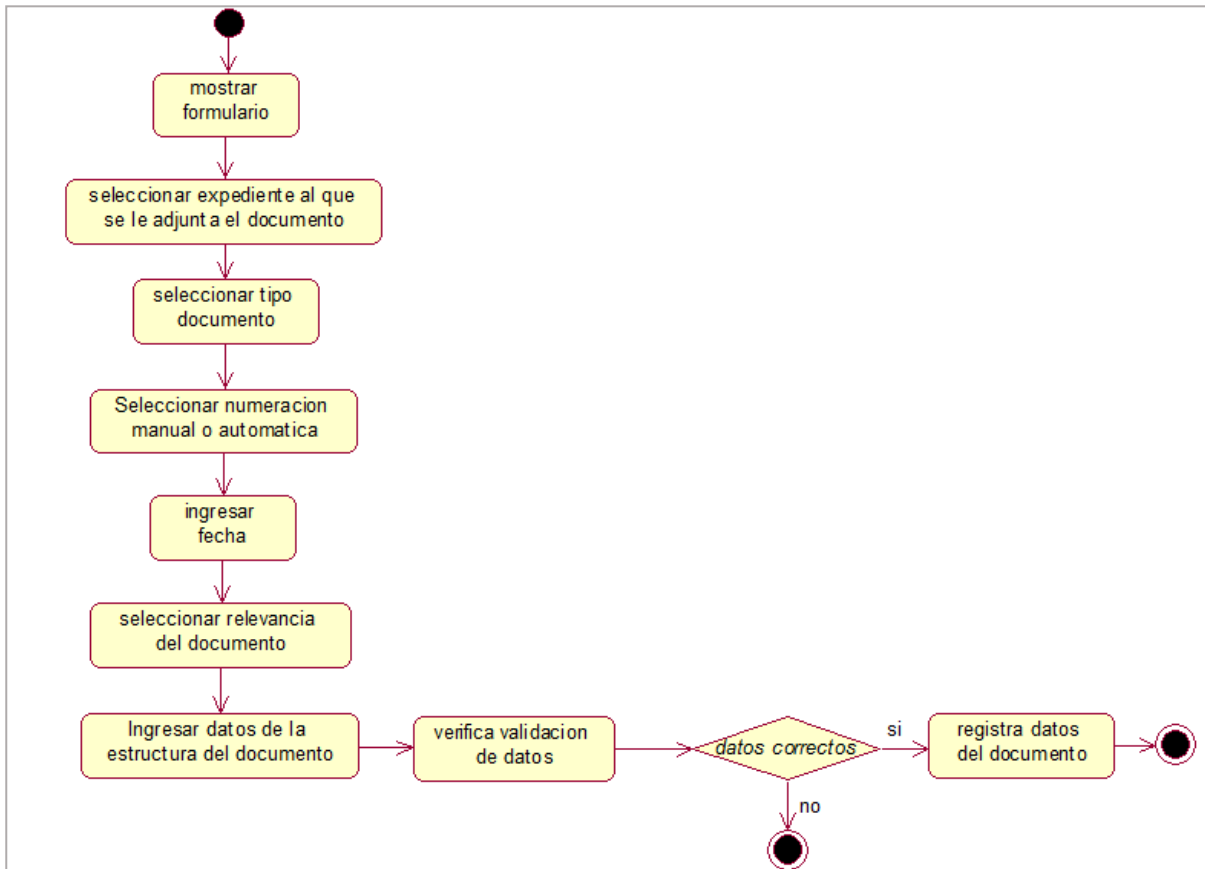 mostrar
formulario
seleccionar expediente al que
se le adjunta el documento
seleccionar tipo
documento
Seleccionar numeracion
manual o automatica
ingresar
fecha
seleccionar relevancia
del documento
Ingresar datos de la
estructura del documento
verifica validacion
de datos
datos correctos
si
registra datos
del documento
no